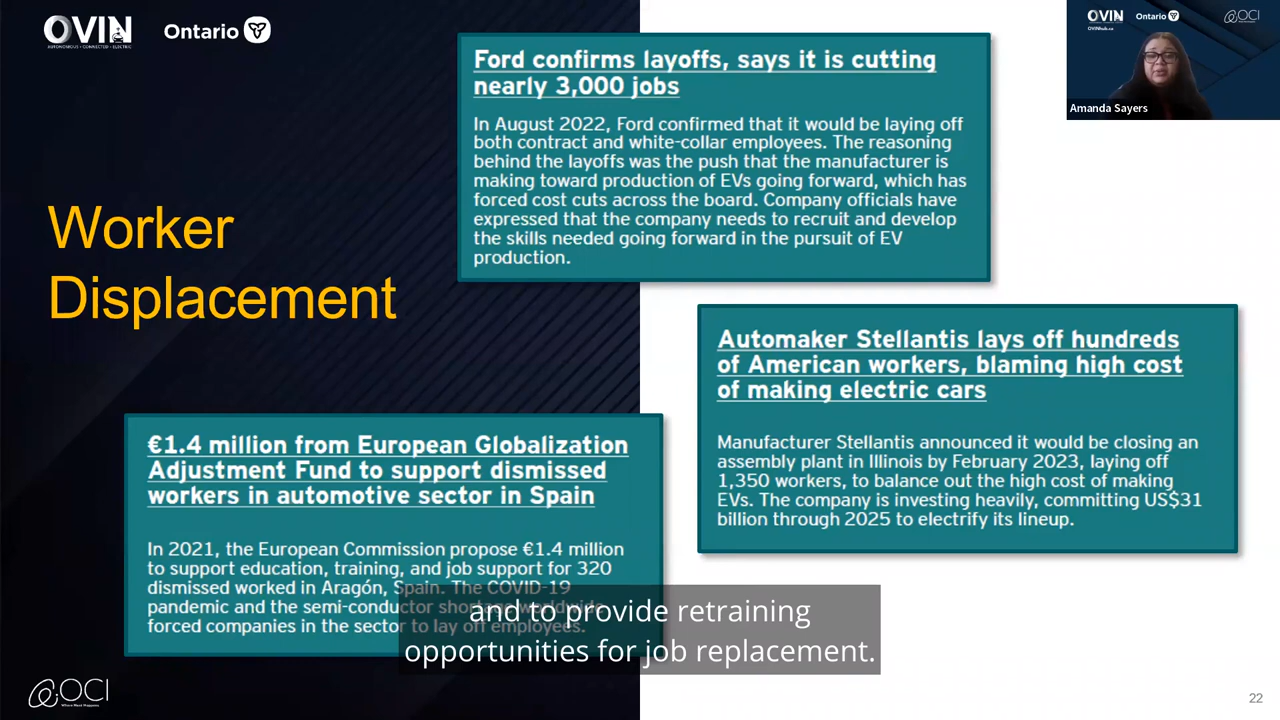 OVIN
AUTONOMOUS • CONNECTED • ELECTRIC
Ontario
Worker
Displacement
Ford confirms layoffs, says it is cutting
nearly 3,000 jobs
In August 2022, Ford confirmed that it would be laying off
both contract and white-collar employees. The reasoning
behind the layoffs was the push that the manufacturer is
making toward production of EVs going forward, which has
forced cost cuts across the board. Company officials have
expressed that the company needs to recruit and develop
the skills needed going forward in the pursuit of EV
production.
OVIN
Ontario
OCI
OVINhub.ca
Amanda Sayers
Automaker Stellantis lays off hundreds
of American workers, blaming high cost
of making electric cars
Manufacturer Stellantis announced it would be closing an
assembly plant in Illinois by February 2023, laying off
1,350 workers, to balance out the high cost of making
EVs. The company is investing heavily, committing US$31
billion through 2025 to electrify its lineup.
€1.4 million from European Globalization
Adjustment Fund to support dismissed
workers in automotive sector in Spain
In 2021, the European Commission propose €1.4 million
to support education, training, and job support for 320
dismissed worked in Aragón, Spain. The COVID-19
pandemic and the semi-conductor shortage worldwide
forced companies in the sector to lay off employees.
and to provide retraining
opportunities for job replacement.
OCI
Where Next Happens
22